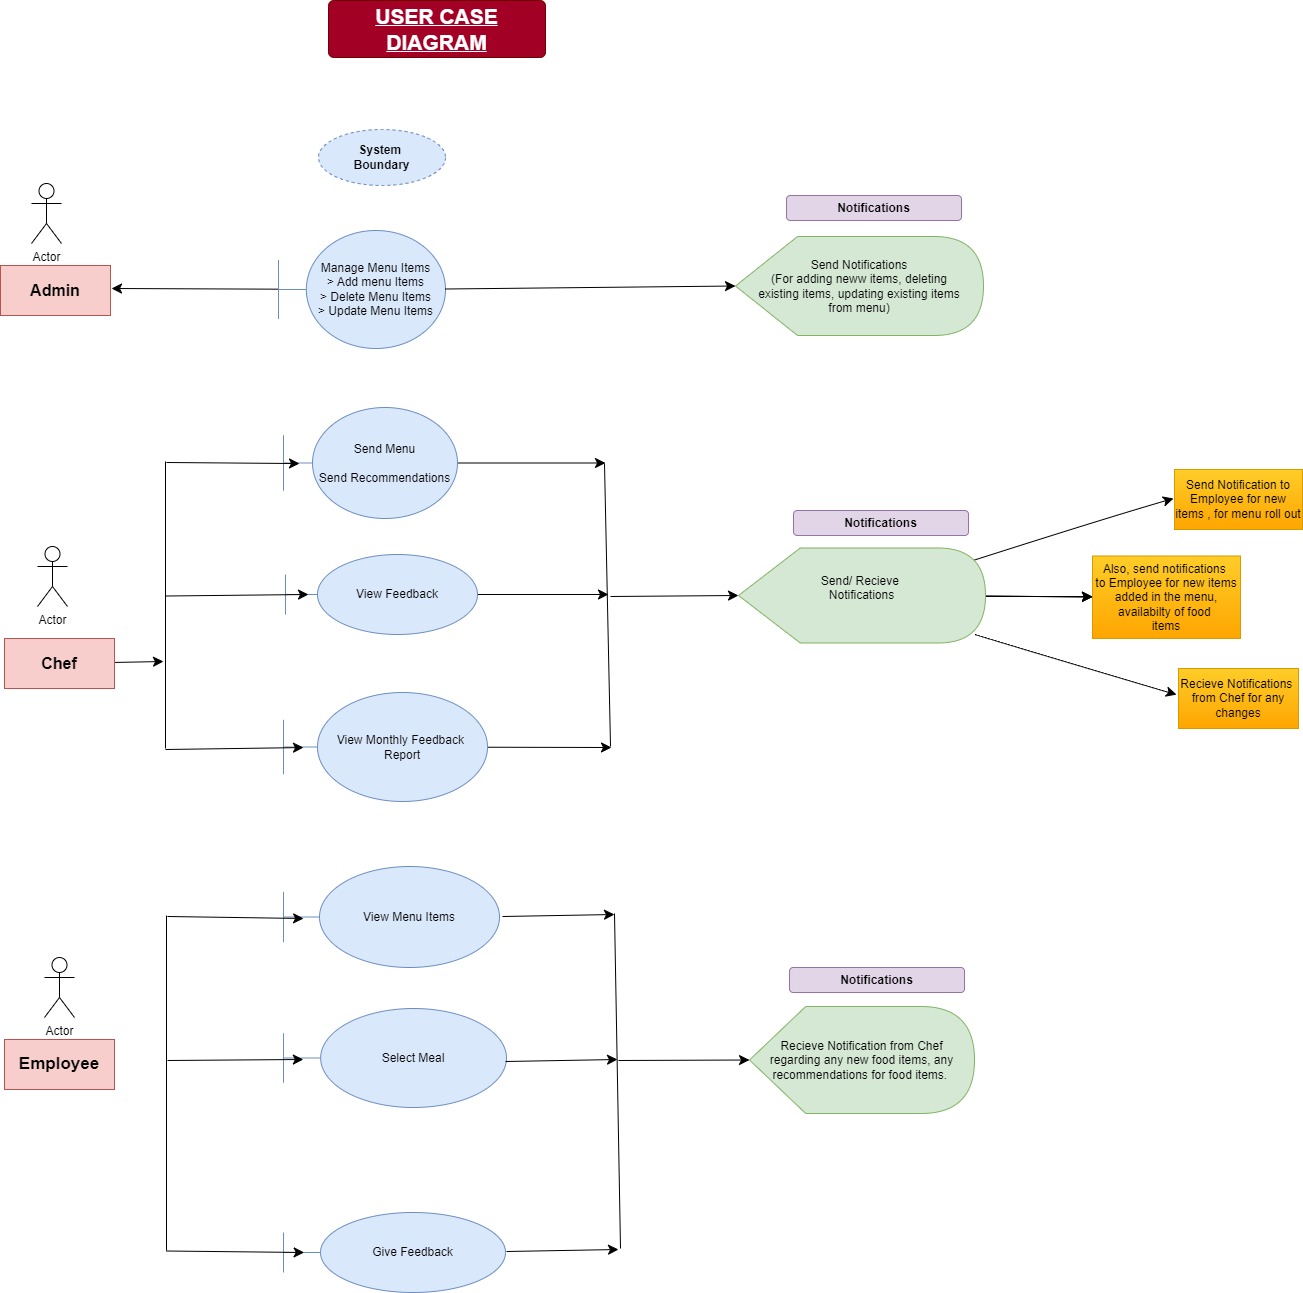 USER CASE
DIAGRAM
System
Boundary
Actor
Admin
Manage Menu Items
> Add menu Items
> Delete Menu Items
> Update Menu Items
Notifications
Send Notifications
(For adding neww items, deleting
existing items, updating existing items
from menu)
Actor
Chef
Send Menu
Send Recommendations
View Feedback
View Monthly Feedback
Report
Notifications
Send/ Recieve
Notifications
Send Notification to
Employee for new
items , for menu roll out
Also, send notifications
to Employee for new items
added in the menu,
availabilty of food
items
Recieve Notifications
from Chef for any
changes
Actor
Employee
View Menu Items
Select Meal
Give Feedback
Notifications
Recieve Notification from Chef
regarding any new food items, any
recommendations for food items.